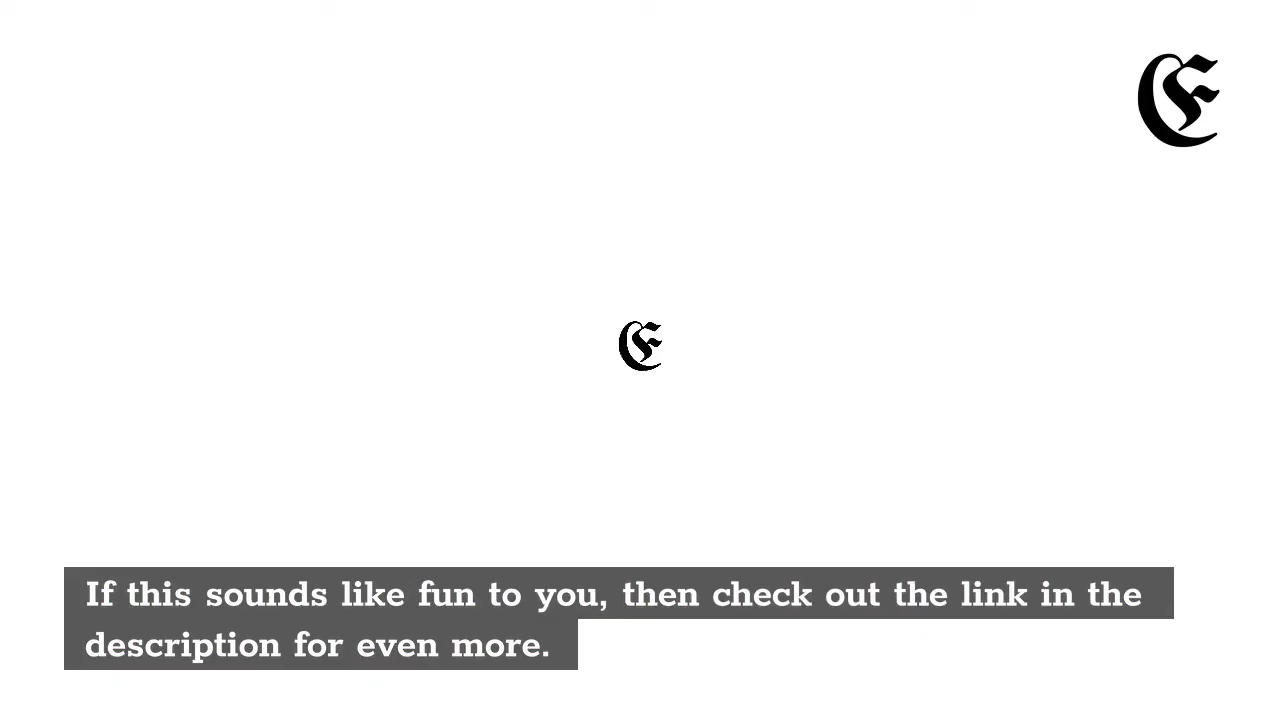 E
E
If this sounds like fun to you, then check out the link in the
description for even more.